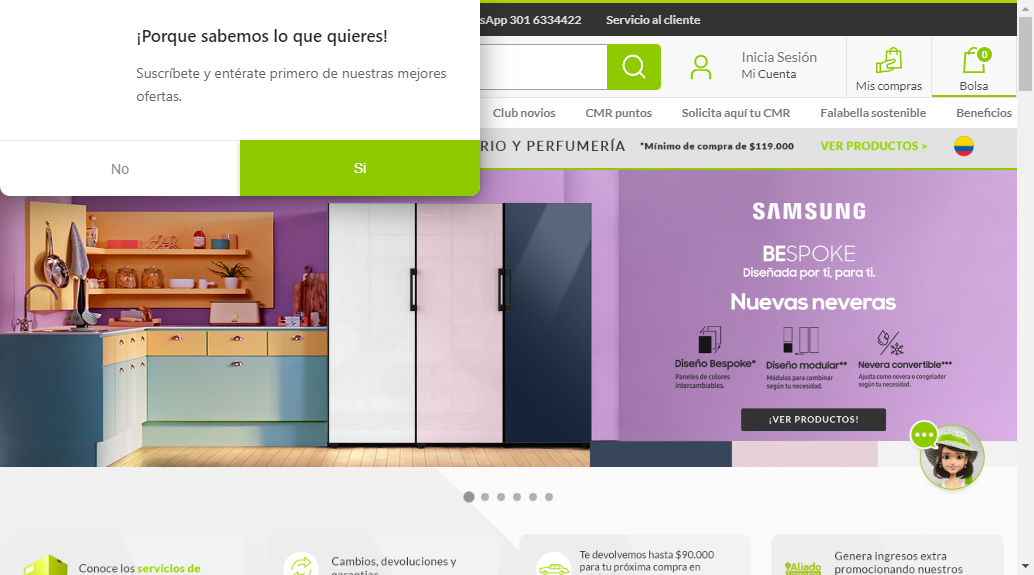 ¡Porque sabemos lo que quieres!
Suscríbete y entérate primero de nuestras mejores
ofertas.
No
Si
sApp 301 6334422
Servicio al cliente
Inicia Sesión
Mi Cuenta
Mis compras
0
Bolsa
Club novios
CMR puntos
Solicita aquí tu CMR
Falabella sostenible
Beneficios
RIO Y PERFUMERÍA
*Mínimo de compra de $119.000
VER PRODUCTOS >
SAMSUNG
BESPOKE
Diseñada por ti, para ti.
Nuevas neveras
Diseño Bespoke*
Paneles de colores
intercambiables.
Diseño modular**
Módulos para combinar
según tu necesidad.
Nevera convertible***
Ajusta como nevera o congelador
según tu necesidad.
¡VER PRODUCTOS!
Conoce los servicios de
Cambios, devoluciones y
garantías
Te devolvemos hasta $90.000
para tu próxima compra en
Aliado
Genera ingresos extra
promocionando nuestros